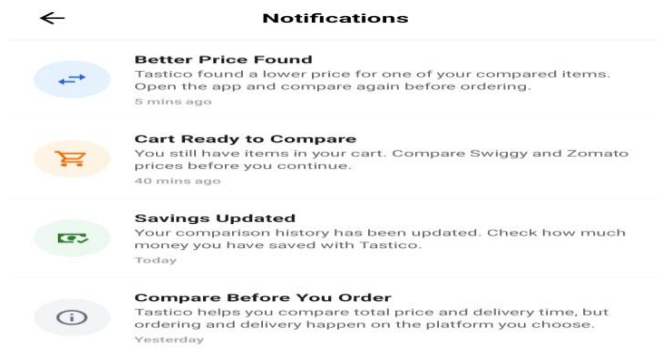 Notifications
Better Price Found
Tastico found a lower price for one of your compared items.
Open the app and compare again before ordering.
5 mins ago
Cart Ready to Compare
You still have items in your cart. Compare Swiggy and Zomato
prices before you continue.
40 mins ago
Savings Updated
Your comparison history has been updated. Check how much
money you have saved with Tastico.
Today
Compare Before You Order
Tastico helps you compare total price and delivery time, but
ordering and delivery happen on the platform you choose.
Yesterday